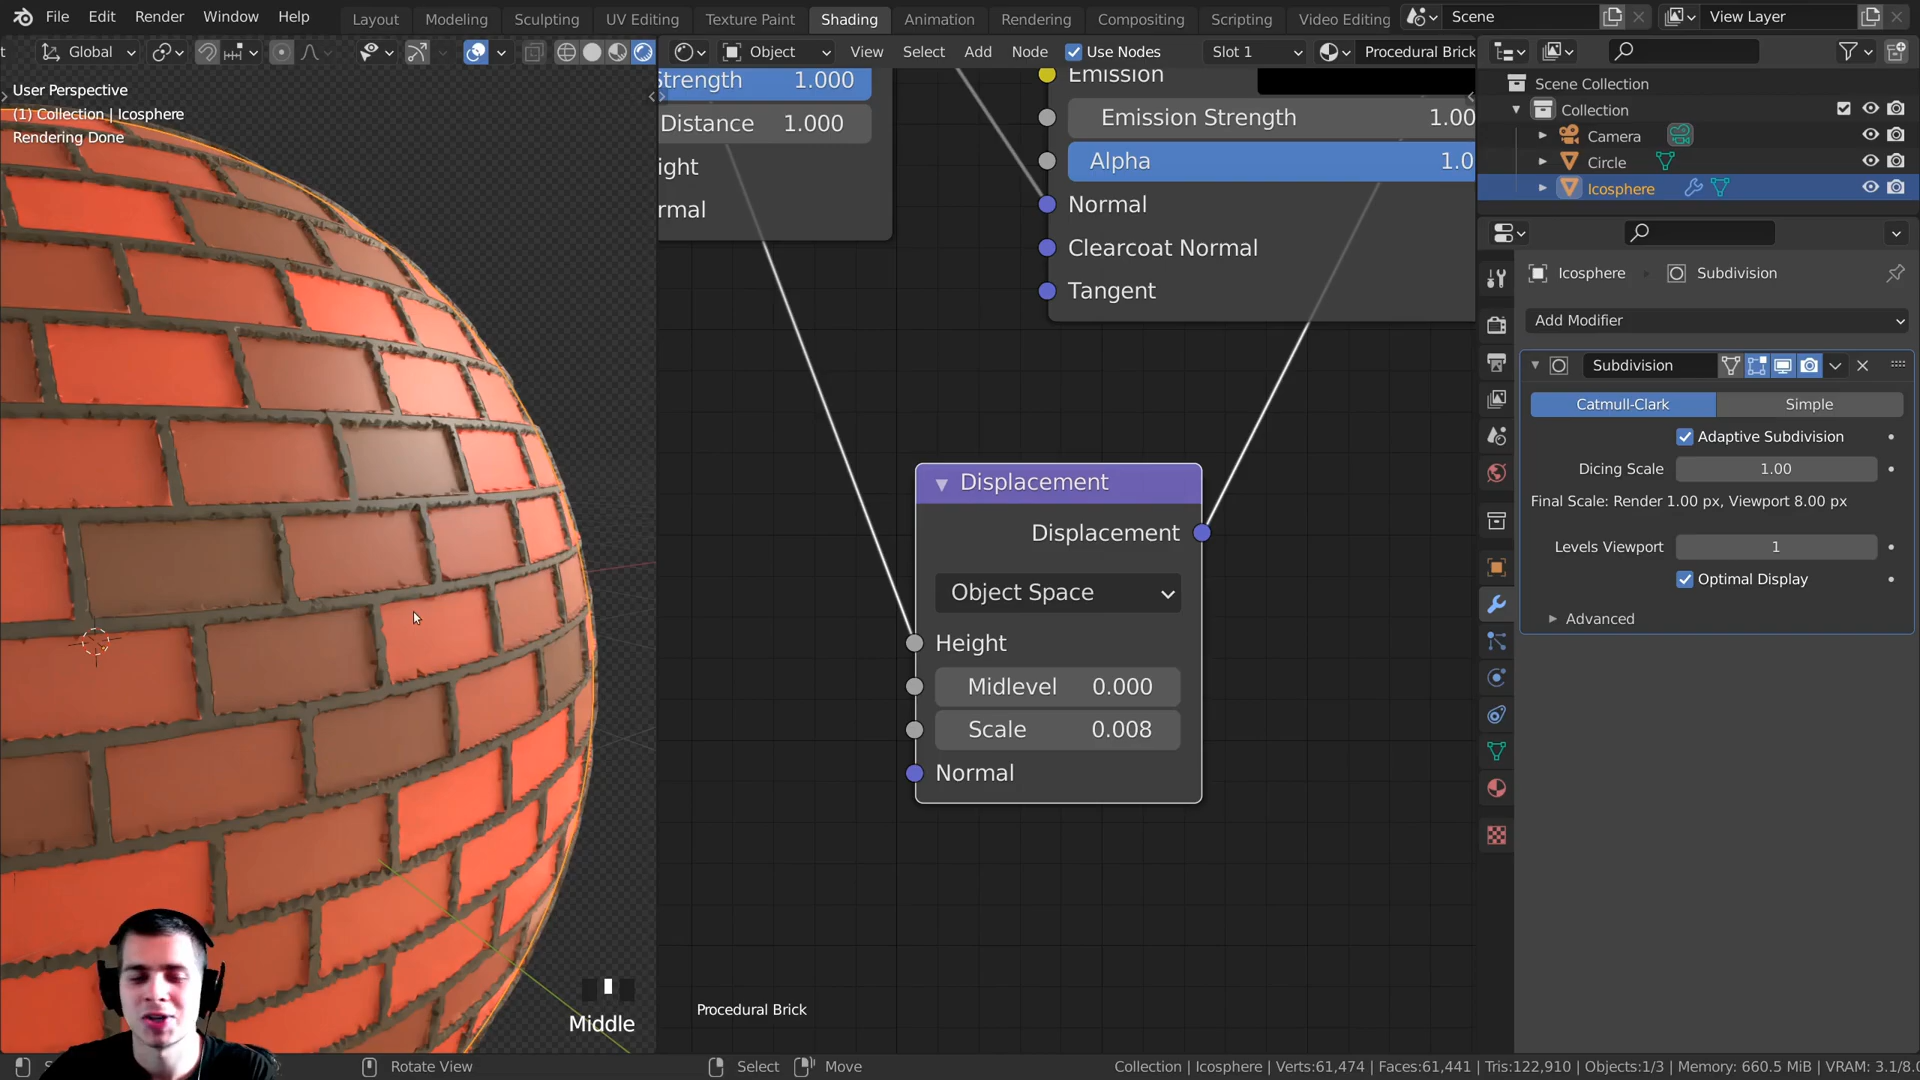 File Edit Render Window Help Layout Modeling Sculpting UV Editing Texture Paint Shading Animation Rendering Compositing Scripting Video Editing Scene View Layer
Global Object View Select Add Node Use Nodes Slot 1 Procedural Brick
User Perspective
(1) Collection | Icosphere
Rendering Done
Strength 1.000
Distance 1.000
ight
rmal
Emission
Emission Strength 1.00
Alpha 1.0
Normal
Clearcoat Normal
Tangent
Displacement
Displacement
Object Space
Height
Midlevel 0.000
Scale 0.008
Normal
Procedural Brick
Middle
Scene Collection
Collection
Camera
Circle
Icosphere
Icosphere Subdivision
Add Modifier
Subdivision
Catmull-Clark Simple
Adaptive Subdivision
Dicing Scale 1.00
Final Scale: Render 1.00 px, Viewport 8.00 px
Levels Viewport 1
Optimal Display
Advanced
Rotate View Select Move Collection | Icosphere | Verts:61,474 | Faces:61,441 | Tris:122,910 | Objects:1/3 | Memory: 660.5 MiB | VRAM: 3.1/8.